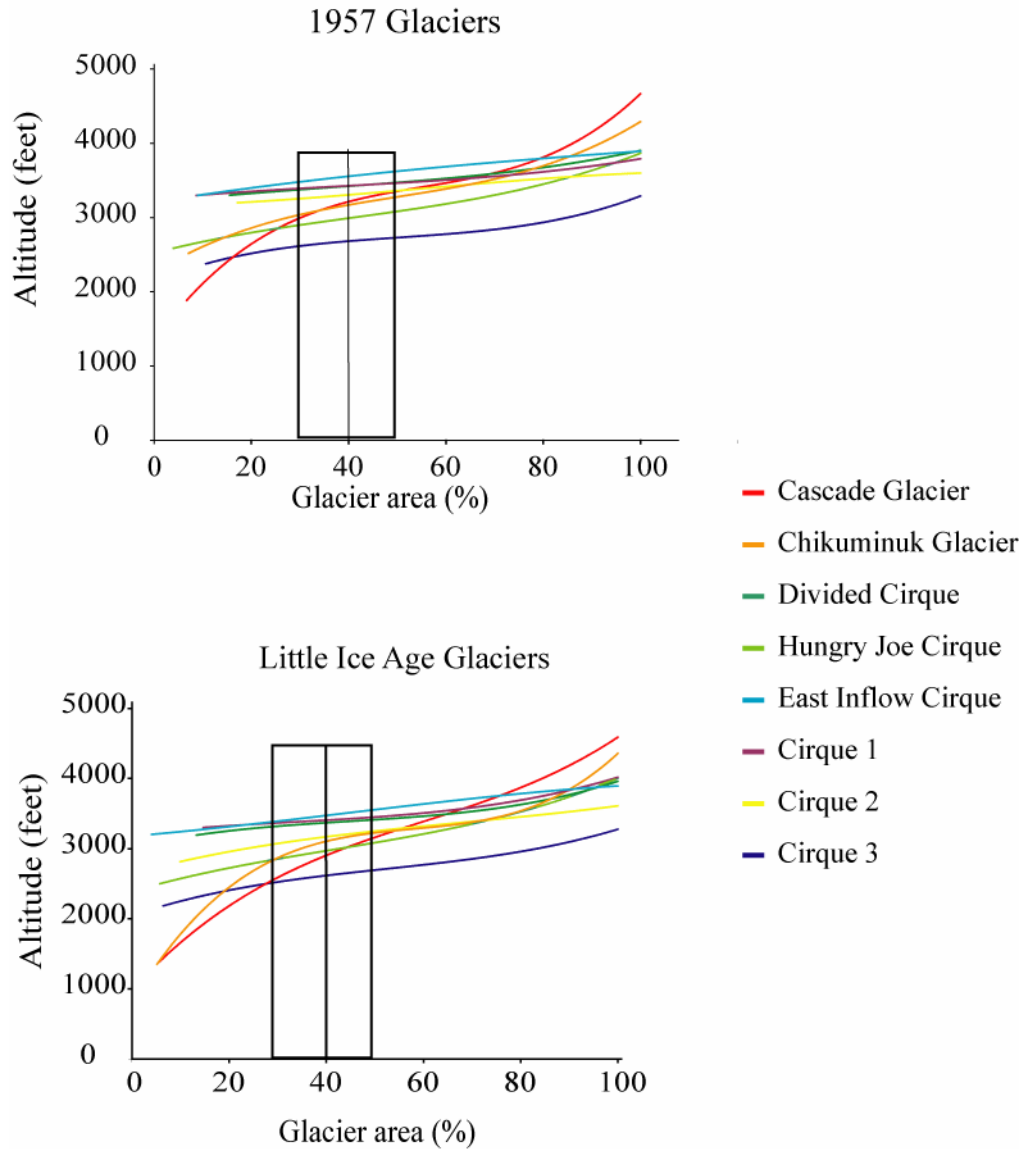 1957 Glaciers
5000
4000
3000
2000
1000
0
Altitude (feet)
0 20 40 60 80 100
Glacier area (%)
Cascade Glacier
Chikuminuk Glacier
Divided Cirque
Hungry Joe Cirque
East Inflow Cirque
Cirque 1
Cirque 2
Cirque 3
Little Ice Age Glaciers
5000
4000
3000
2000
1000
0
Altitude (feet)
0 20 40 60 80 100
Glacier area (%)